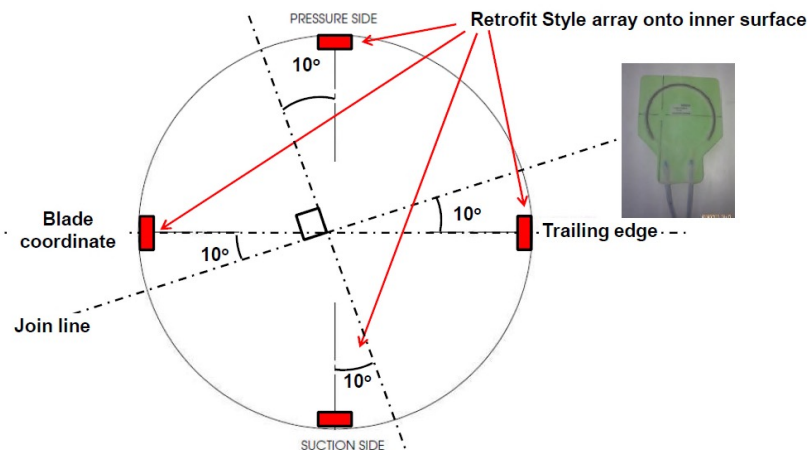 PRESSURE SIDE
Retrofit Style array onto inner surface
10°
Blade
coordinate
10°
10°
Trailing edge
Join line
10°
SUCTION SIDE